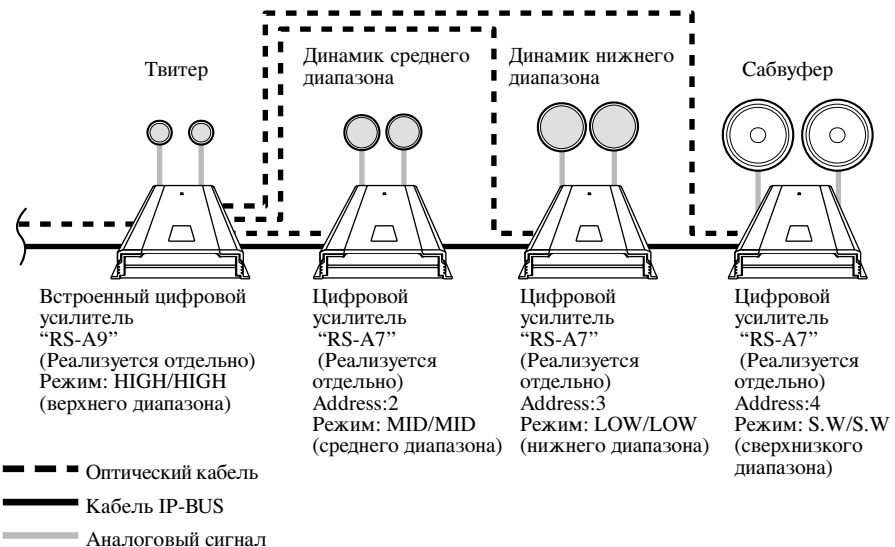 Твитер
Динамик среднего
диапазона
Динамик нижнего
диапазона
Сабвуфер
Встроенный цифровой
усилитель
“RS-A9”
(Реализуется отдельно)
Режим: HIGH/HIGH
(верхнего диапазона)
Цифровой
усилитель
“RS-A7”
(Реализуется
отдельно)
Address:2
Режим: MID/MID
(среднего диапазона)
Цифровой
усилитель
“RS-A7”
(Реализуется
отдельно)
Address:3
Режим: LOW/LOW
(нижнего диапазона)
Цифровой
усилитель
“RS-A7”
(Реализуется
отдельно)
Address:4
Режим: S.W/S.W
(сверхнизкого
диапазона)
Оптический кабель
Кабель IP-BUS
Аналоговый сигнал